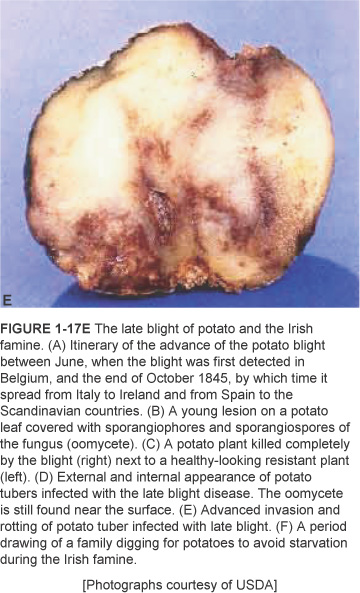 E
FIGURE 1-17E The late blight of potato and the Irish
famine. (A) Itinerary of the advance of the potato blight
between June, when the blight was first detected in
Belgium, and the end of October 1845, by which time it
spread from Italy to Ireland and from Spain to the
Scandinavian countries. (B) A young lesion on a potato
leaf covered with sporangiophores and sporangiospores of
the fungus (oomycete). (C) A potato plant killed completely
by the blight (right) next to a healthy-looking resistant plant
(left). (D) External and internal appearance of potato
tubers infected with the late blight disease. The oomycete
is still found near the surface. (E) Advanced invasion and
rotting of potato tuber infected with late blight. (F) A period
drawing of a family digging for potatoes to avoid starvation
during the Irish famine.
[Photographs courtesy of USDA]